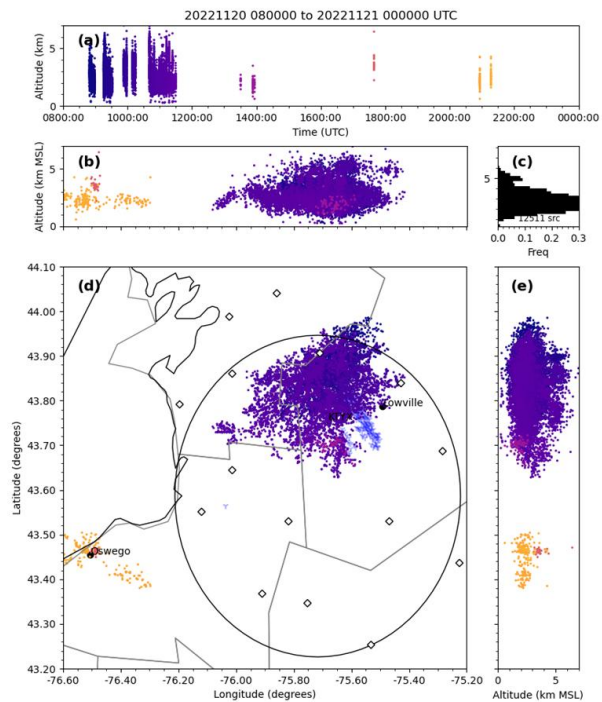 20221120 080000 to 20221121 000000 UTC
Altitude (km)
5
0
(a)
0800:00 1000:00 1200:00 1400:00 1600:00 1800:00 2000:00 2200:00 0000:00
Time (UTC)
Altitude (km MSL)
5
0
(b)
5
0
(c)
12511 src
0.0 0.1 0.2 0.3
Freq
Latitude (degrees)
44.10
44.00
43.90
43.80
43.70
43.60
43.50
43.40
43.30
43.20
(d)
Lowville
Oswego
-76.60 -76.40 -76.20 -76.00 -75.80 -75.60 -75.40 -75.20
Longitude (degrees)
(e)
0 5
Altitude (km MSL)